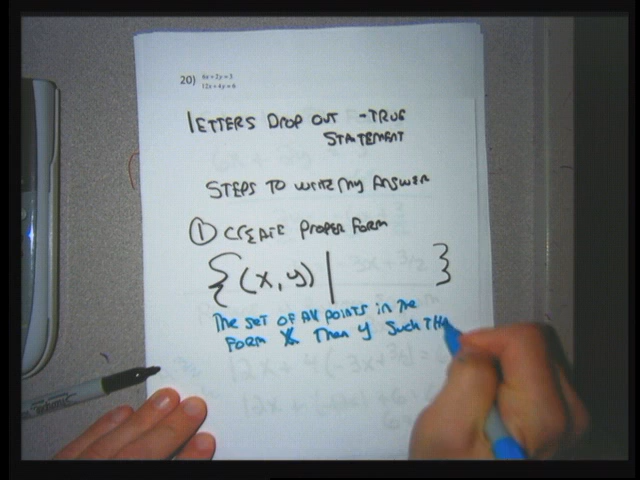 20) 6x + 2y = 3
12x + 4y = 6
LETTERS DROP OUT - TRUE
STATEMENT
STEPS TO WRITE MY ANSWER
① CREATE PROPER FORM
{(x, y) | }
THE SET OF ALL POINTS IN THE
FORM X THEN Y SUCH THA